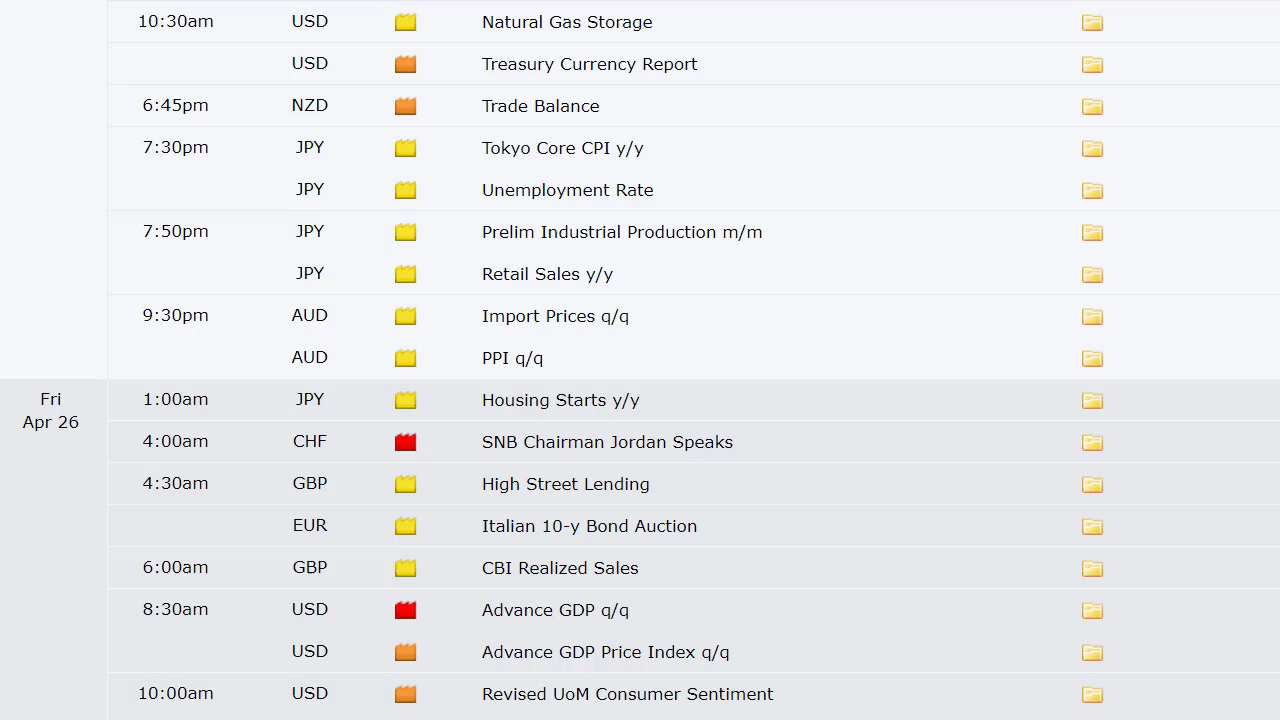 10:30am USD Natural Gas Storage
USD Treasury Currency Report
6:45pm NZD Trade Balance
7:30pm JPY Tokyo Core CPI y/y
JPY Unemployment Rate
7:50pm JPY Prelim Industrial Production m/m
JPY Retail Sales y/y
9:30pm AUD Import Prices q/q
AUD PPI q/q
Fri 1:00am JPY Housing Starts y/y
Apr 26
4:00am CHF SNB Chairman Jordan Speaks
4:30am GBP High Street Lending
EUR Italian 10-y Bond Auction
6:00am GBP CBI Realized Sales
8:30am USD Advance GDP q/q
USD Advance GDP Price Index q/q
10:00am USD Revised UoM Consumer Sentiment